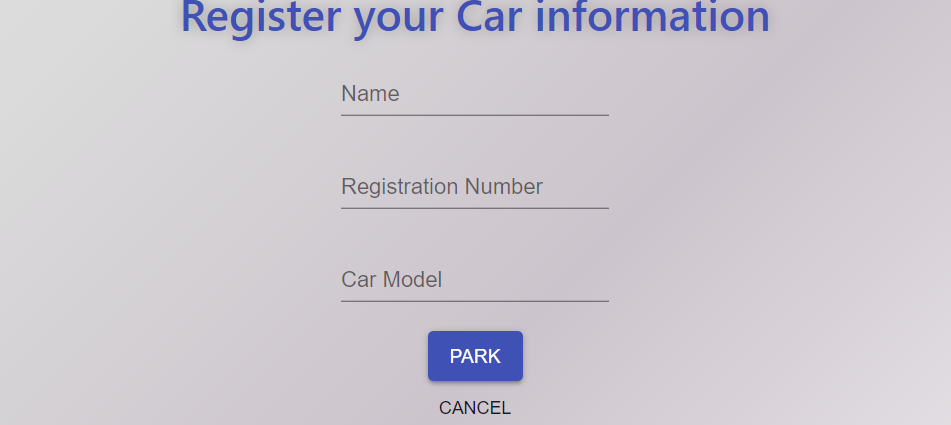 Register your Car information
Name
Registration Number
Car Model
PARK
CANCEL